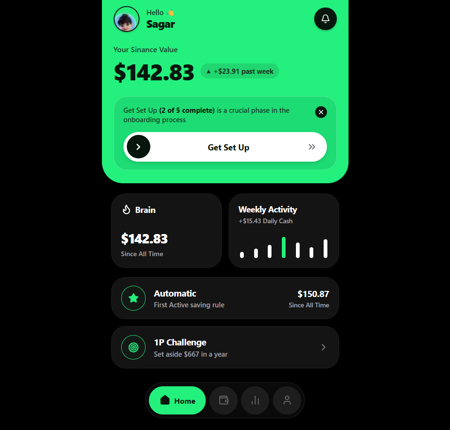 Hello 👋
Sagar
Your Sinance Value
$142.83 ▲ +$23.91 past week
Get Set Up (2 of 5 complete) is a crucial phase in the
onboarding process
Get Set Up
Brain
$142.83
Since All Time
Weekly Activity
+$15.43 Daily Cash
Automatic
First Active saving rule
$150.87
Since All Time
1P Challenge
Set aside $667 in a year
Home